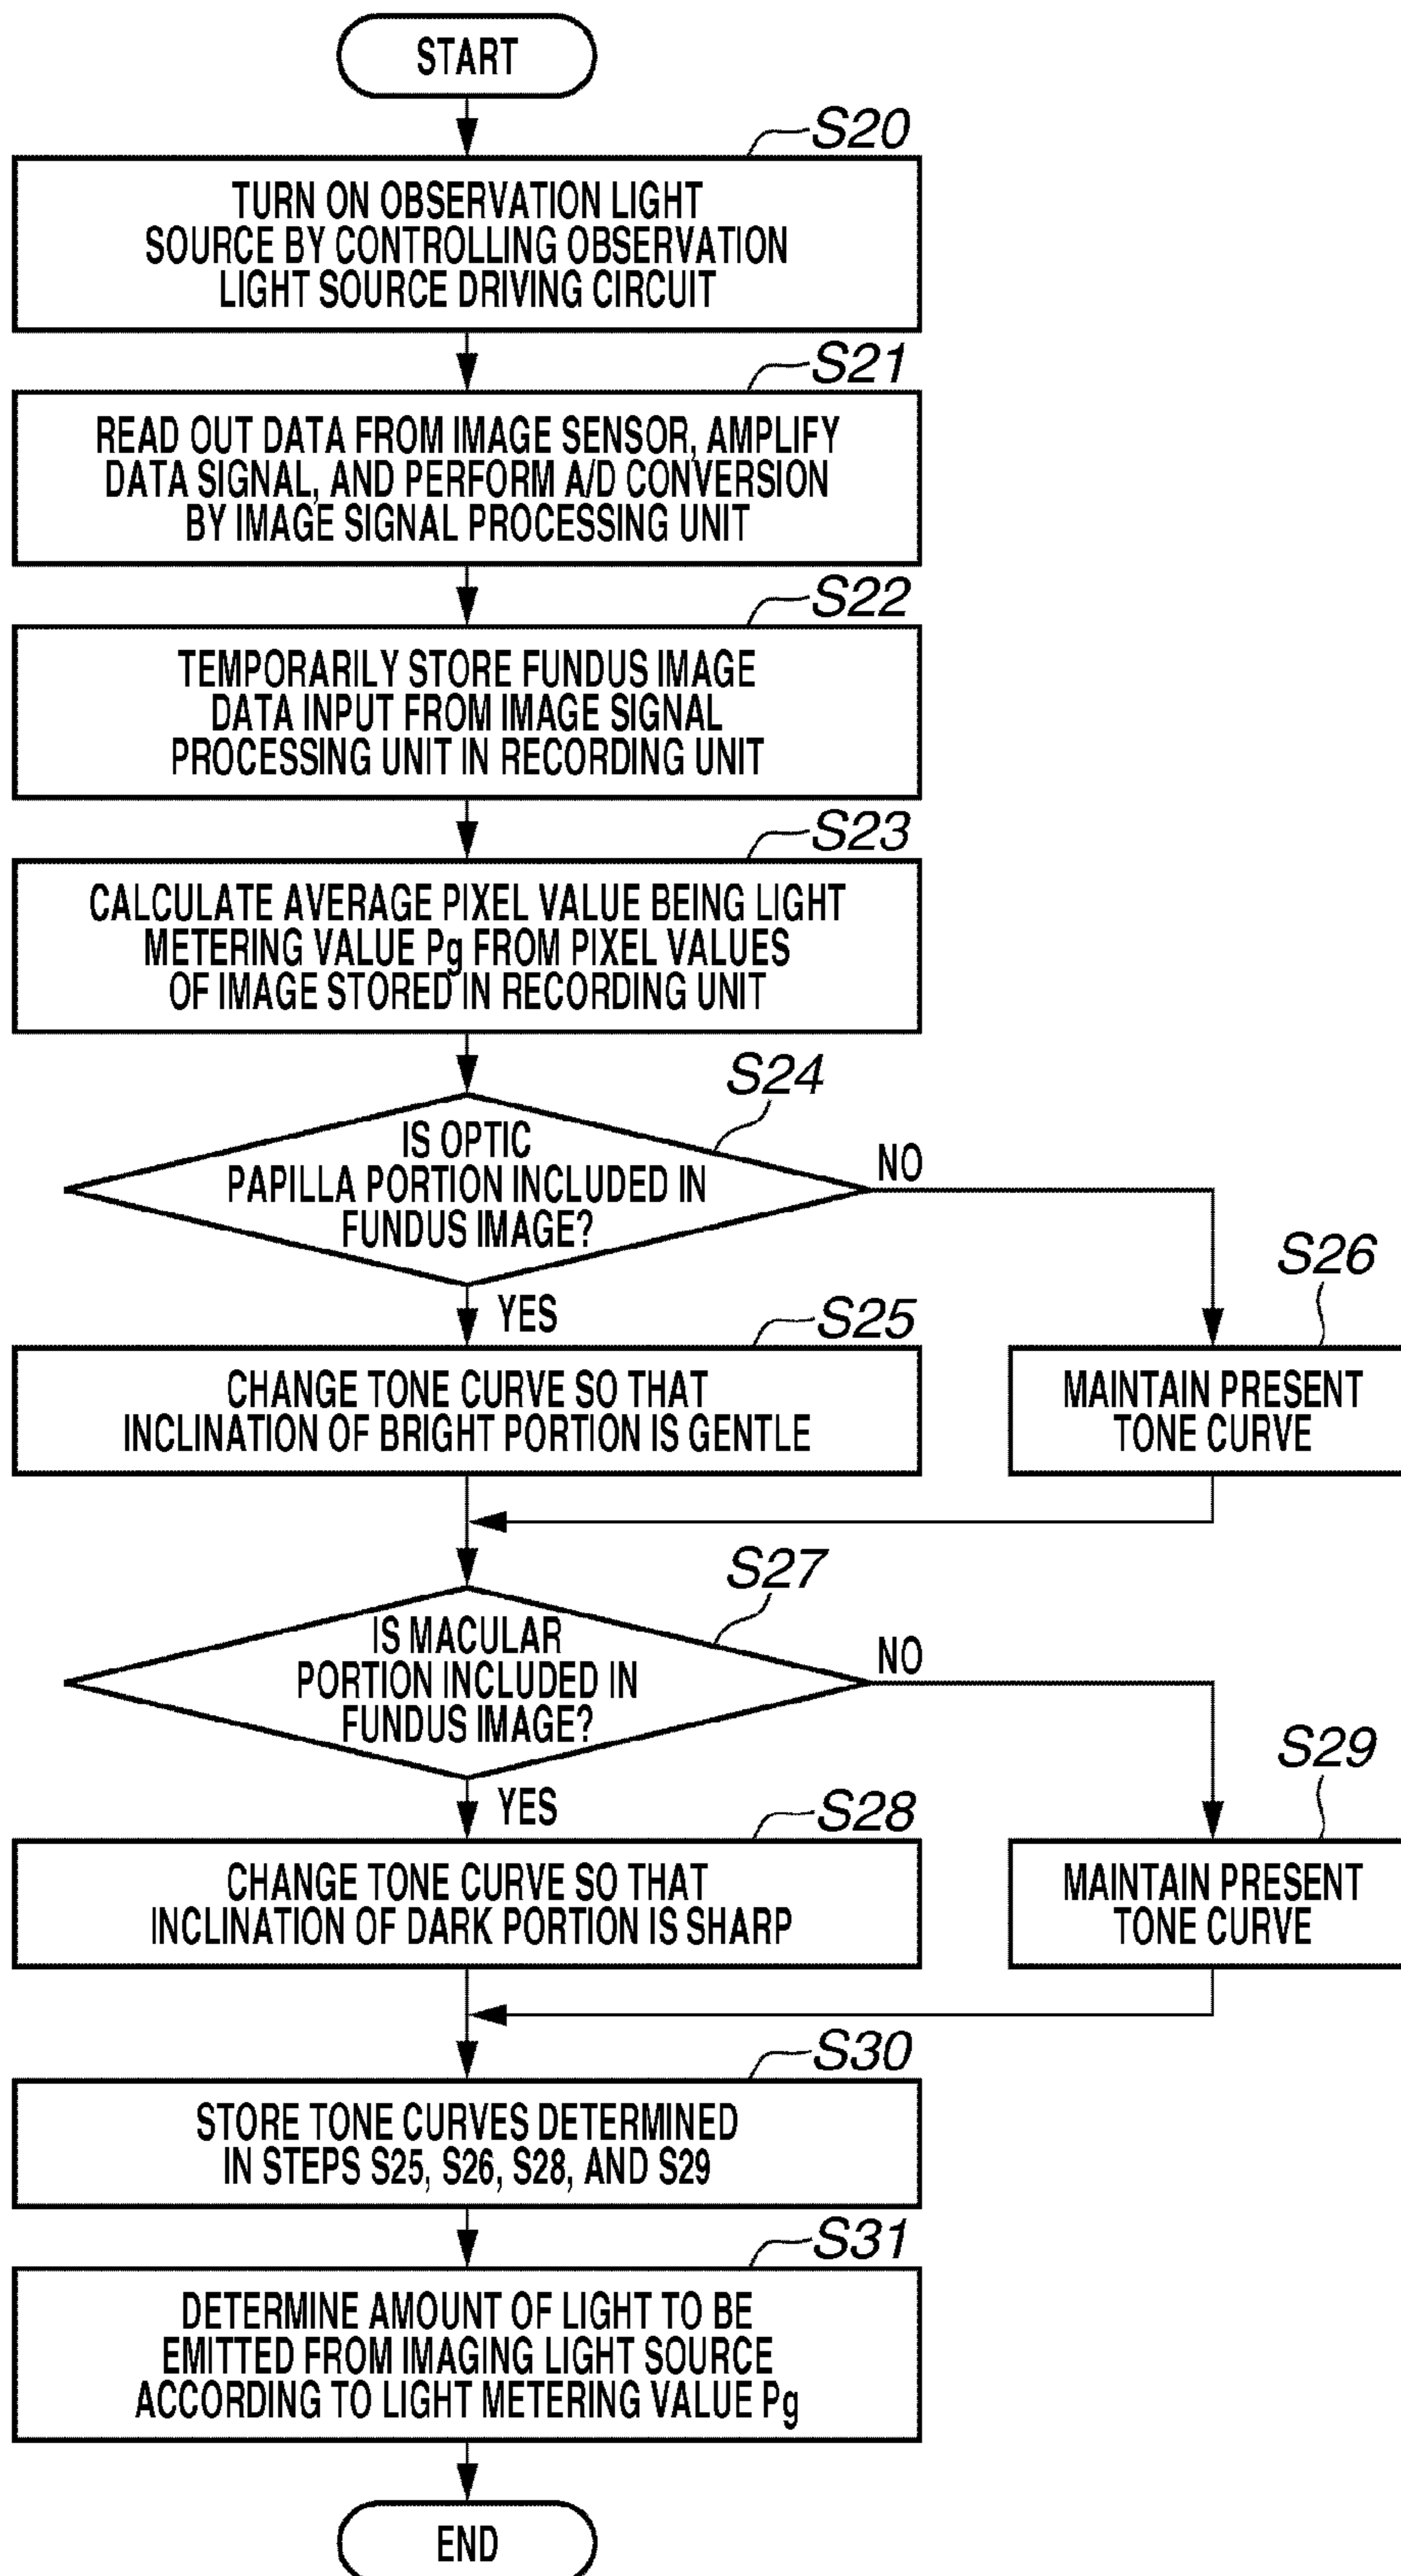 START
S20
TURN ON OBSERVATION LIGHT
SOURCE BY CONTROLLING OBSERVATION
LIGHT SOURCE DRIVING CIRCUIT
S21
READ OUT DATA FROM IMAGE SENSOR, AMPLIFY
DATA SIGNAL, AND PERFORM A/D CONVERSION
BY IMAGE SIGNAL PROCESSING UNIT
S22
TEMPORARILY STORE FUNDUS IMAGE
DATA INPUT FROM IMAGE SIGNAL
PROCESSING UNIT IN RECORDING UNIT
S23
CALCULATE AVERAGE PIXEL VALUE BEING LIGHT
METERING VALUE Pg FROM PIXEL VALUES
OF IMAGE STORED IN RECORDING UNIT
S24
IS OPTIC
PAPILLA PORTION INCLUDED IN
FUNDUS IMAGE?
NO
YES
S25
CHANGE TONE CURVE SO THAT
INCLINATION OF BRIGHT PORTION IS GENTLE
S26
MAINTAIN PRESENT
TONE CURVE
S27
IS MACULAR
PORTION INCLUDED IN
FUNDUS IMAGE?
NO
YES
S28
CHANGE TONE CURVE SO THAT
INCLINATION OF DARK PORTION IS SHARP
S29
MAINTAIN PRESENT
TONE CURVE
S30
STORE TONE CURVES DETERMINED
IN STEPS S25, S26, S28, AND S29
S31
DETERMINE AMOUNT OF LIGHT TO BE
EMITTED FROM IMAGING LIGHT SOURCE
ACCORDING TO LIGHT METERING VALUE Pg
END